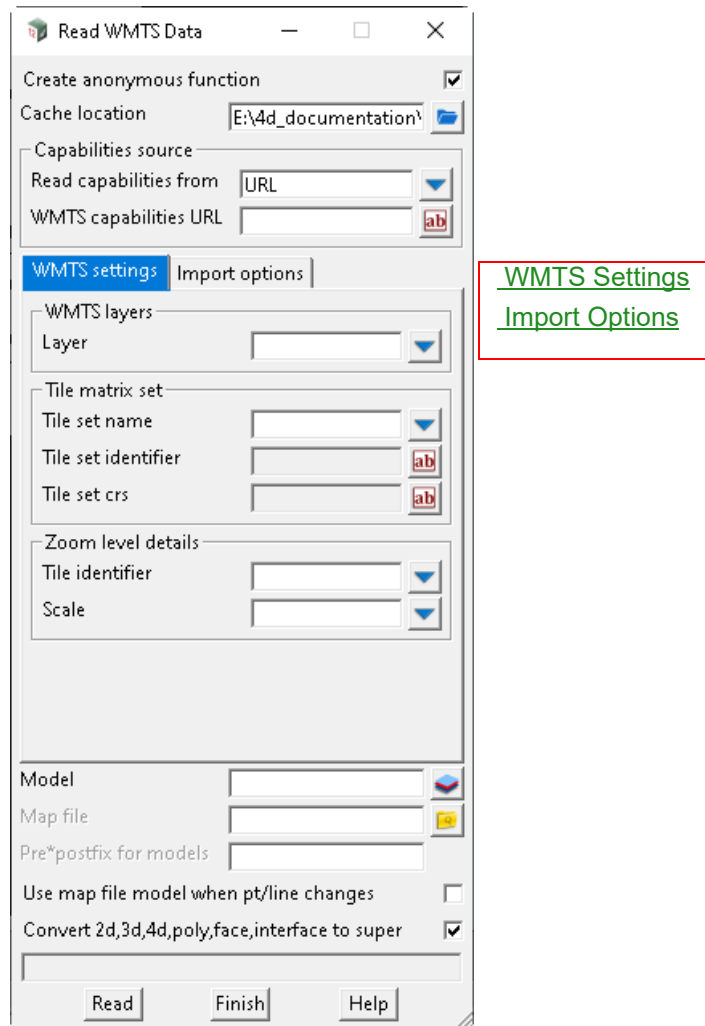 Read WMTS Data
Create anonymous function
Cache location E:\4d_documentation\
Capabilities source
Read capabilities from URL
WMTS capabilities URL ab
WMTS settings Import options
WMTS Settings
Import Options
WMTS layers
Layer
Tile matrix set
Tile set name
Tile set identifier ab
Tile set crs ab
Zoom level details
Tile identifier
Scale
Model
Map file
Pre*postfix for models
Use map file model when pt/line changes
Convert 2d,3d,4d,poly,face,interface to super
Read Finish Help